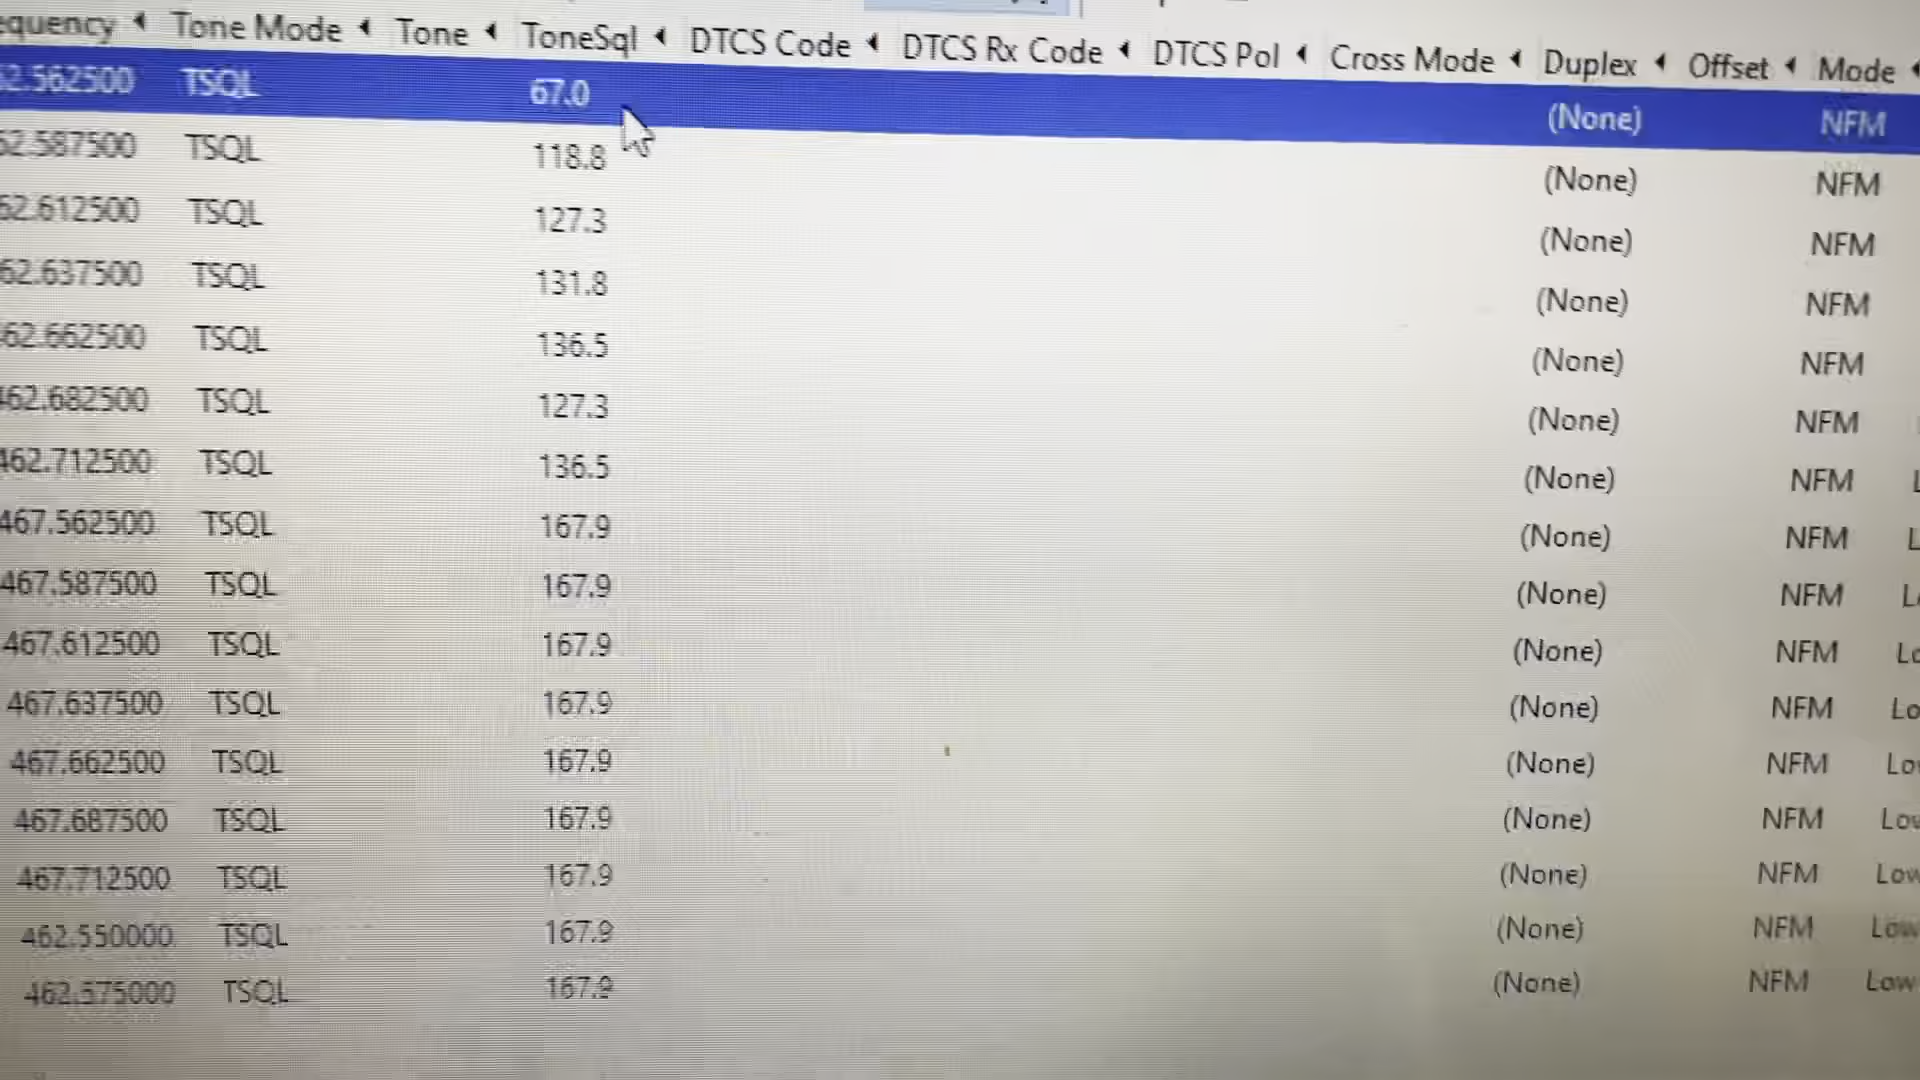 equency Tone Mode Tone ToneSql DTCS Code DTCS Rx Code DTCS Pol Cross Mode Duplex Offset Mode
62.562500 TSQL 67.0 (None) NFM
62.587500 TSQL 118.8 (None) NFM
62.612500 TSQL 127.3 (None) NFM
62.637500 TSQL 131.8 (None) NFM
462.662500 TSQL 136.5 (None) NFM
462.682500 TSQL 127.3 (None) NFM
462.712500 TSQL 136.5 (None) NFM L
467.562500 TSQL 167.9 (None) NFM L
467.587500 TSQL 167.9 (None) NFM L
467.612500 TSQL 167.9 (None) NFM Lo
467.637500 TSQL 167.9 (None) NFM Lo
467.662500 TSQL 167.9 (None) NFM Lo
467.687500 TSQL 167.9 (None) NFM Low
467.712500 TSQL 167.9 (None) NFM Low
462.550000 TSQL 167.9 (None) NFM Low
462.575000 TSQL 167.9 (None) NFM Low